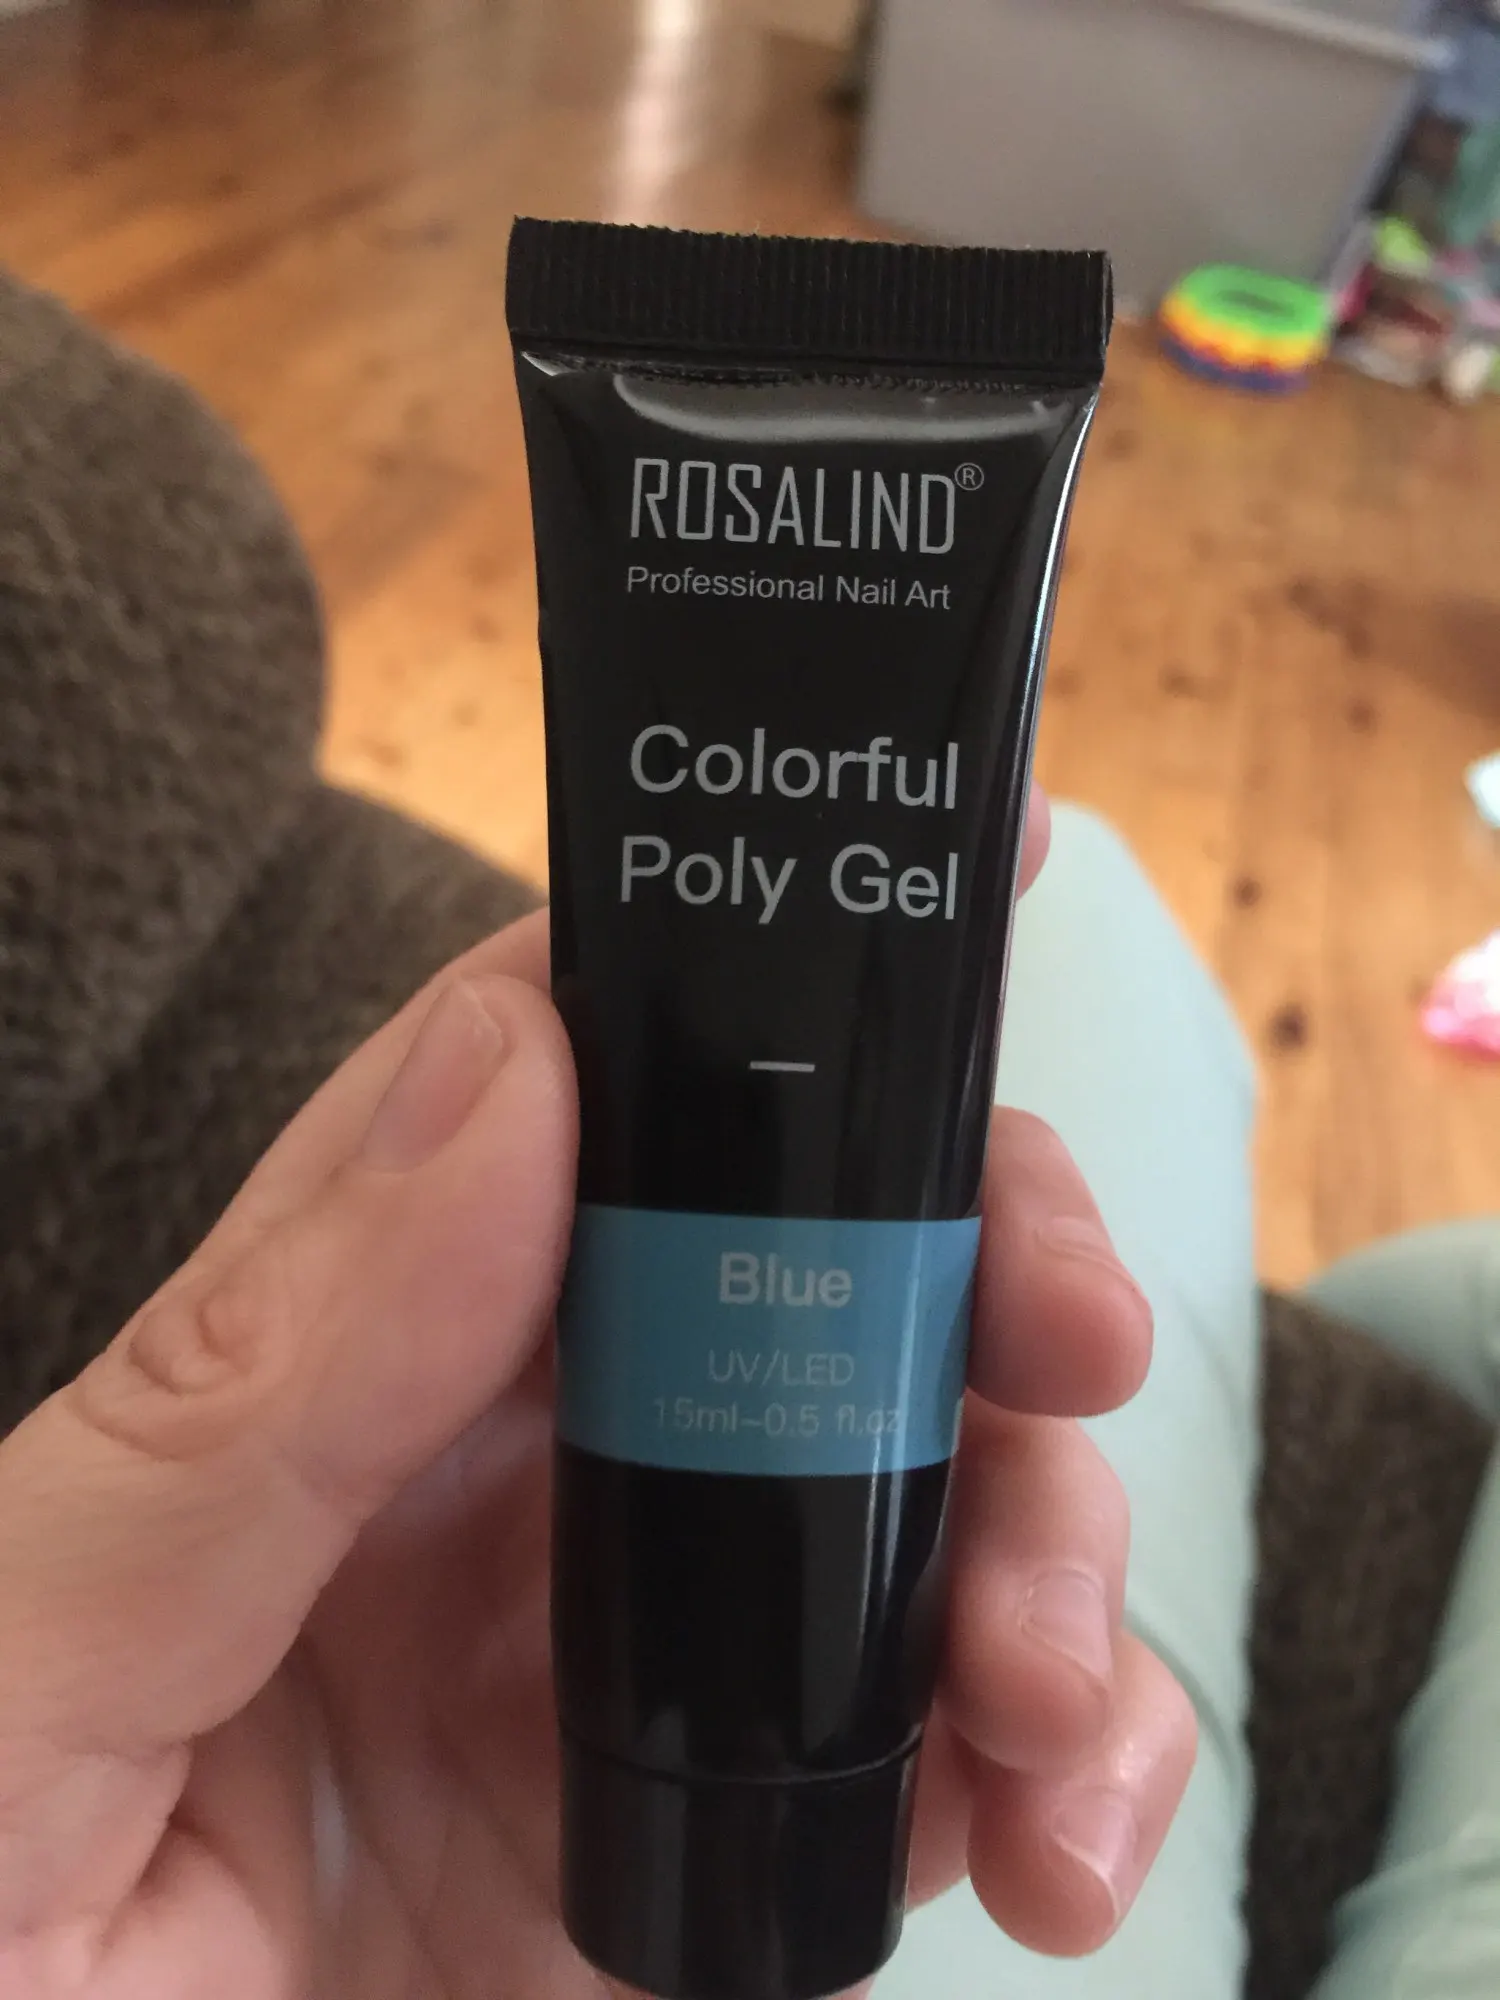 ROSALIND®
Professional Nail Art
Colorful
Poly Gel
Blue
UV/LED
15ml–0.5 fl.oz